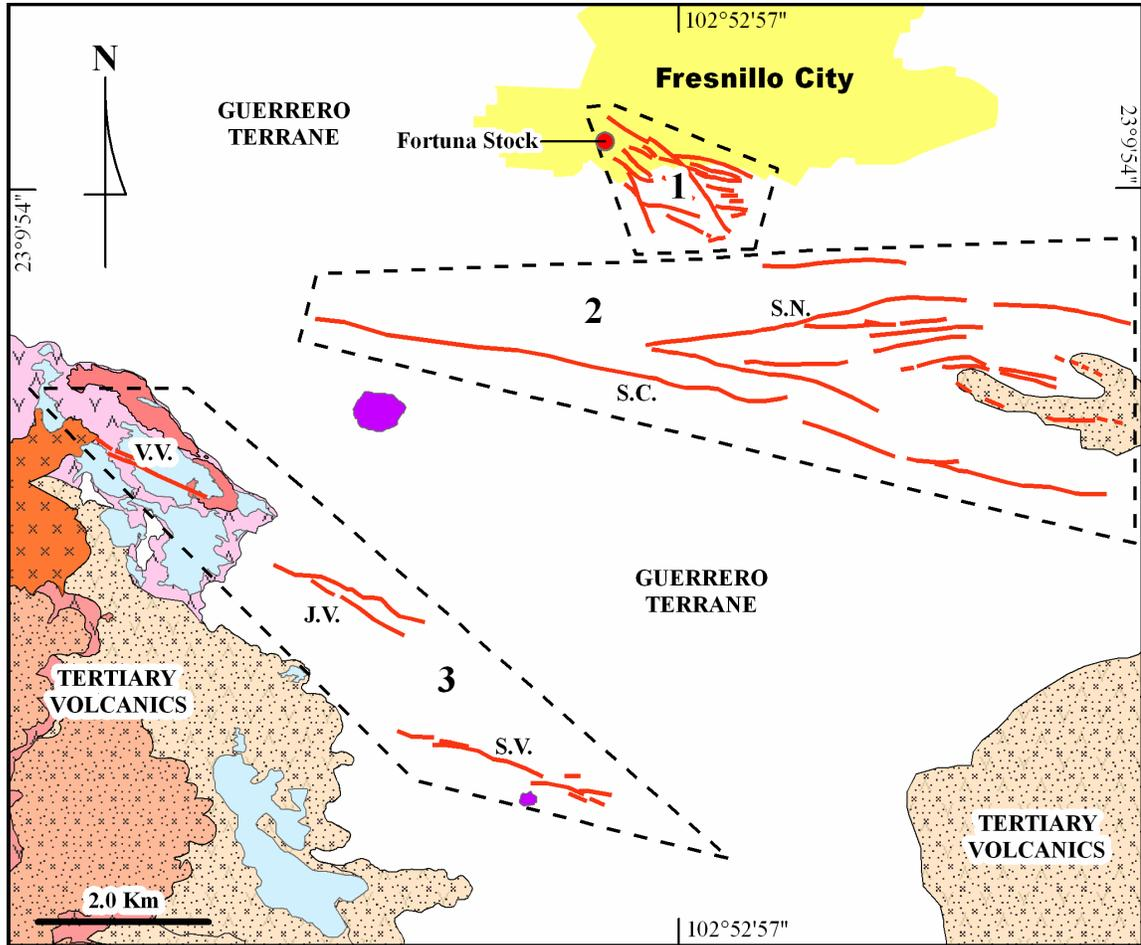 102°52'57"
N
Fresnillo City
GUERRERO
TERRANE
Fortuna Stock
23°9'54"
23°9'54"
1
2
S.N.
S.C.
V.V.
GUERRERO
TERRANE
J.V.
3
TERTIARY
VOLCANICS
S.V.
TERTIARY
VOLCANICS
2.0 Km
102°52'57"